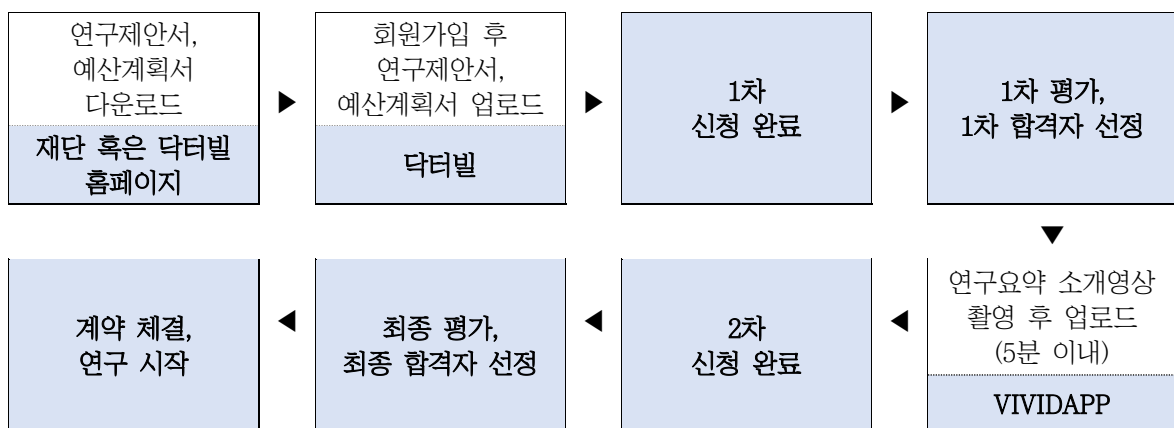 연구제안서,
예산계획서
다운로드
재단 혹은 닥터빌
홈페이지
▶
회원가입 후
연구제안서,
예산계획서 업로드
닥터빌
▶
1차
신청 완료
▶
1차 평가,
1차 합격자 선정
▼
연구요약 소개영상
촬영 후 업로드
(5분 이내)
VIVIDAPP
◀
2차
신청 완료
◀
최종 평가,
최종 합격자 선정
◀
계약 체결,
연구 시작